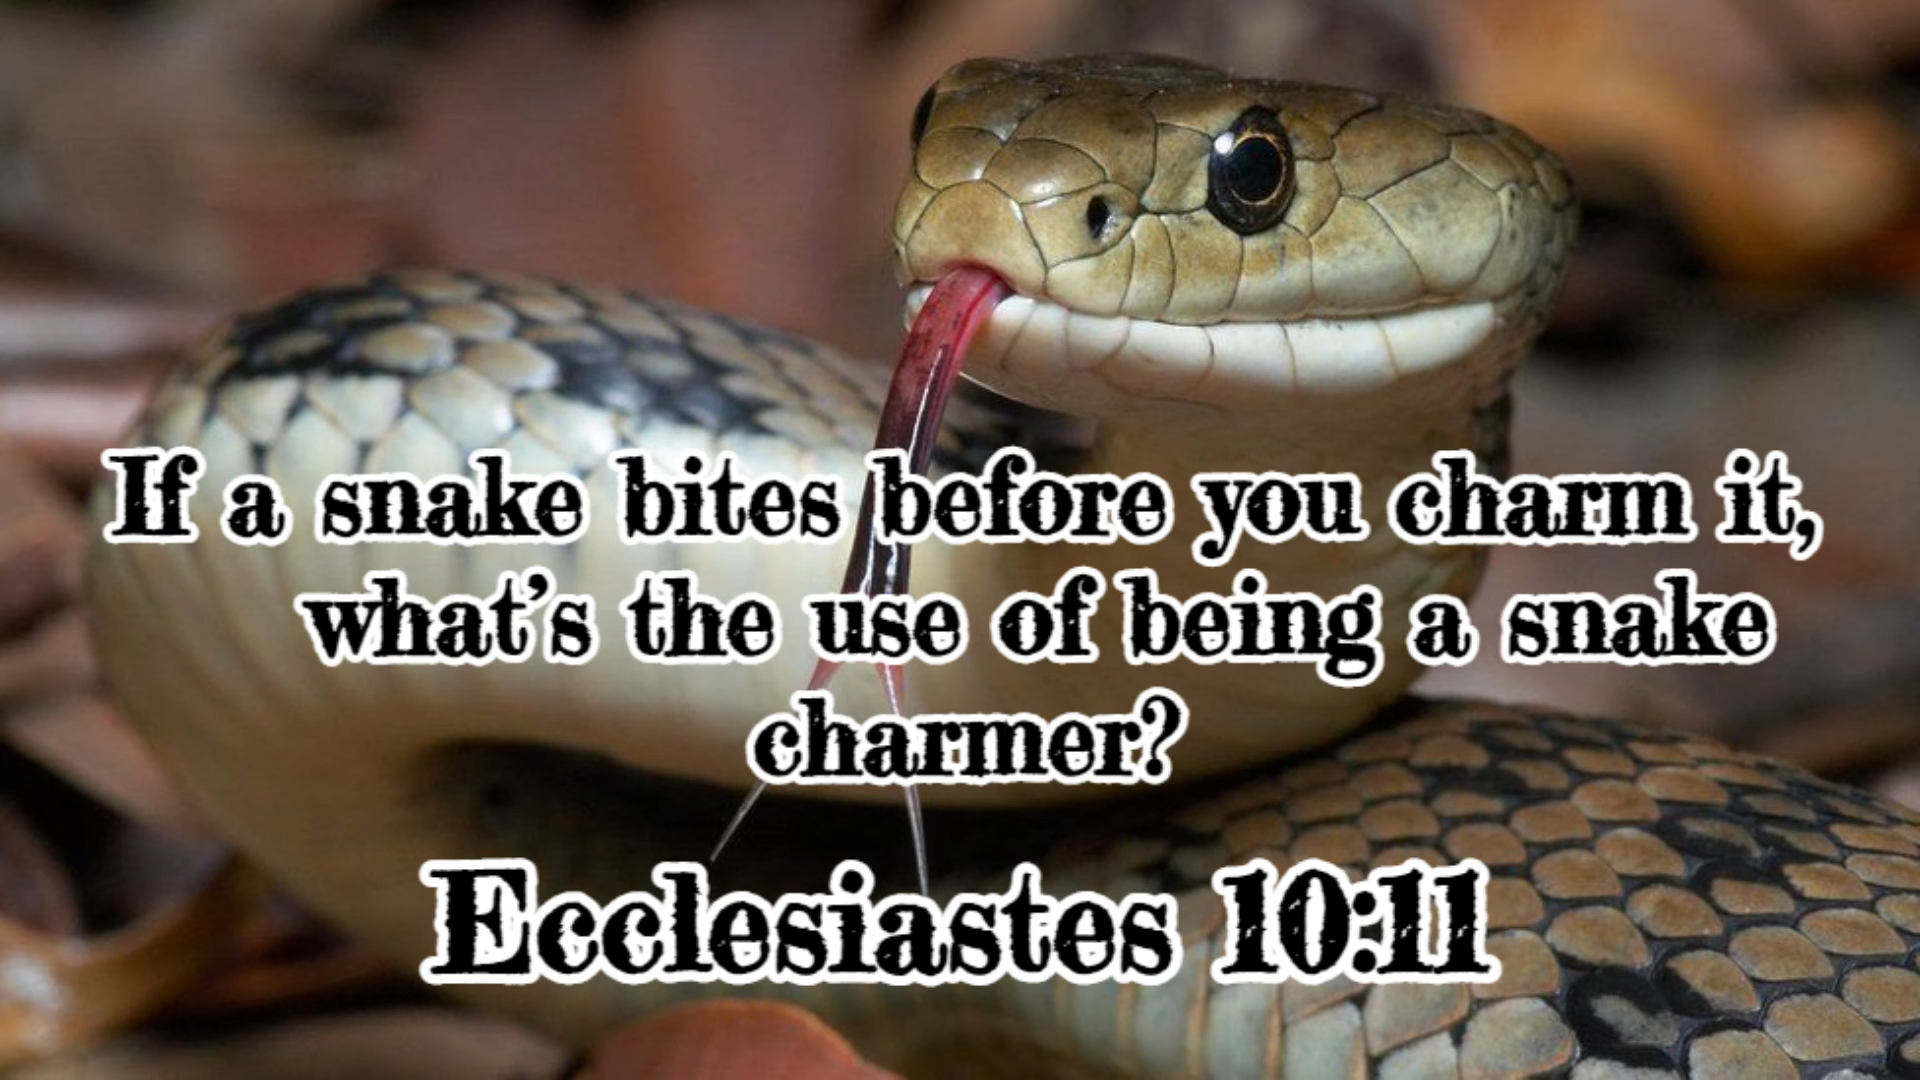 If a snake bites before you charm it,
what's the use of being a snake
charmer?
Ecclesiastes 10:11